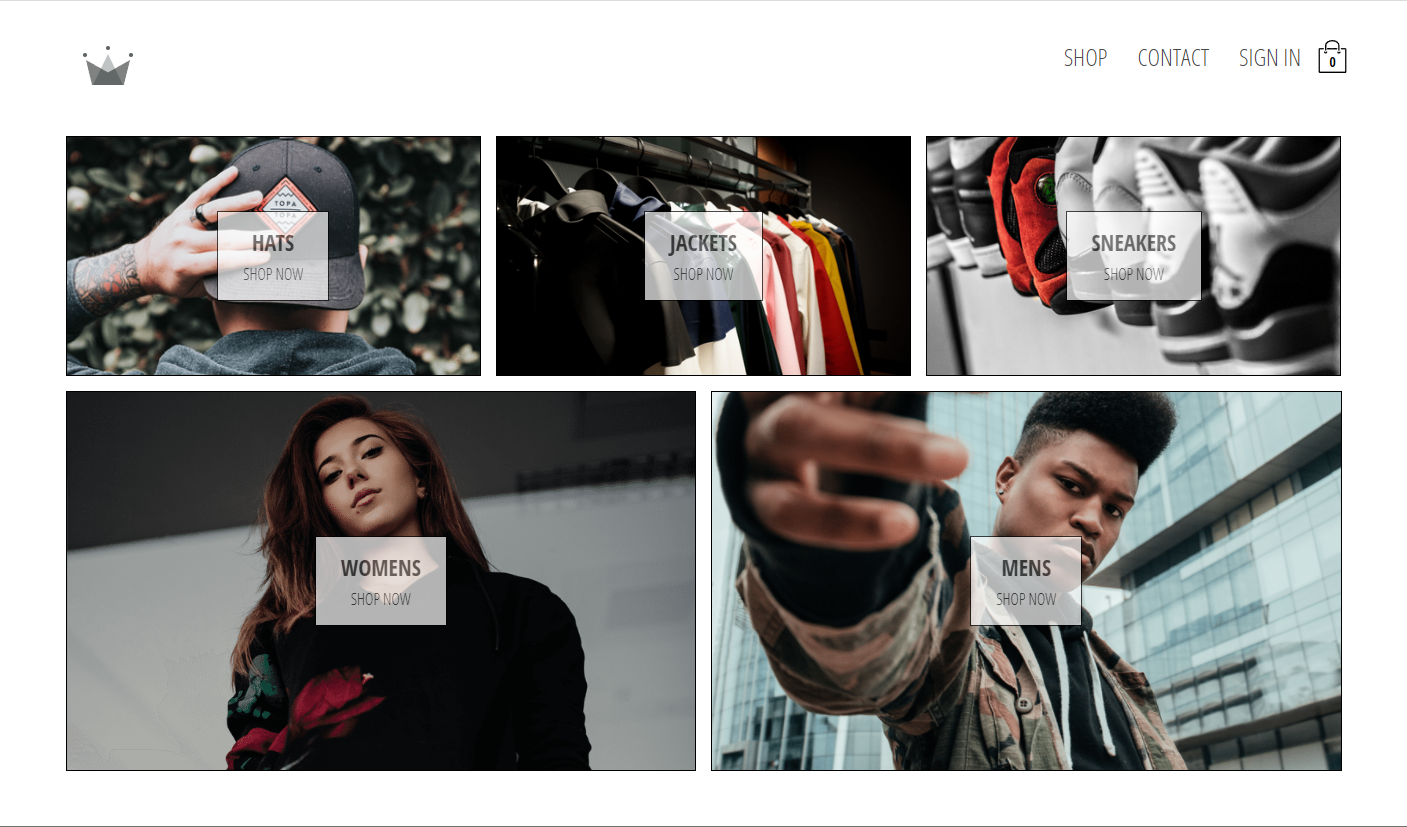 SHOP CONTACT SIGN IN 0
TOPA
TOPA
HATS
SHOP NOW
JACKETS
SHOP NOW
SNEAKERS
SHOP NOW
WOMENS
SHOP NOW
MENS
SHOP NOW